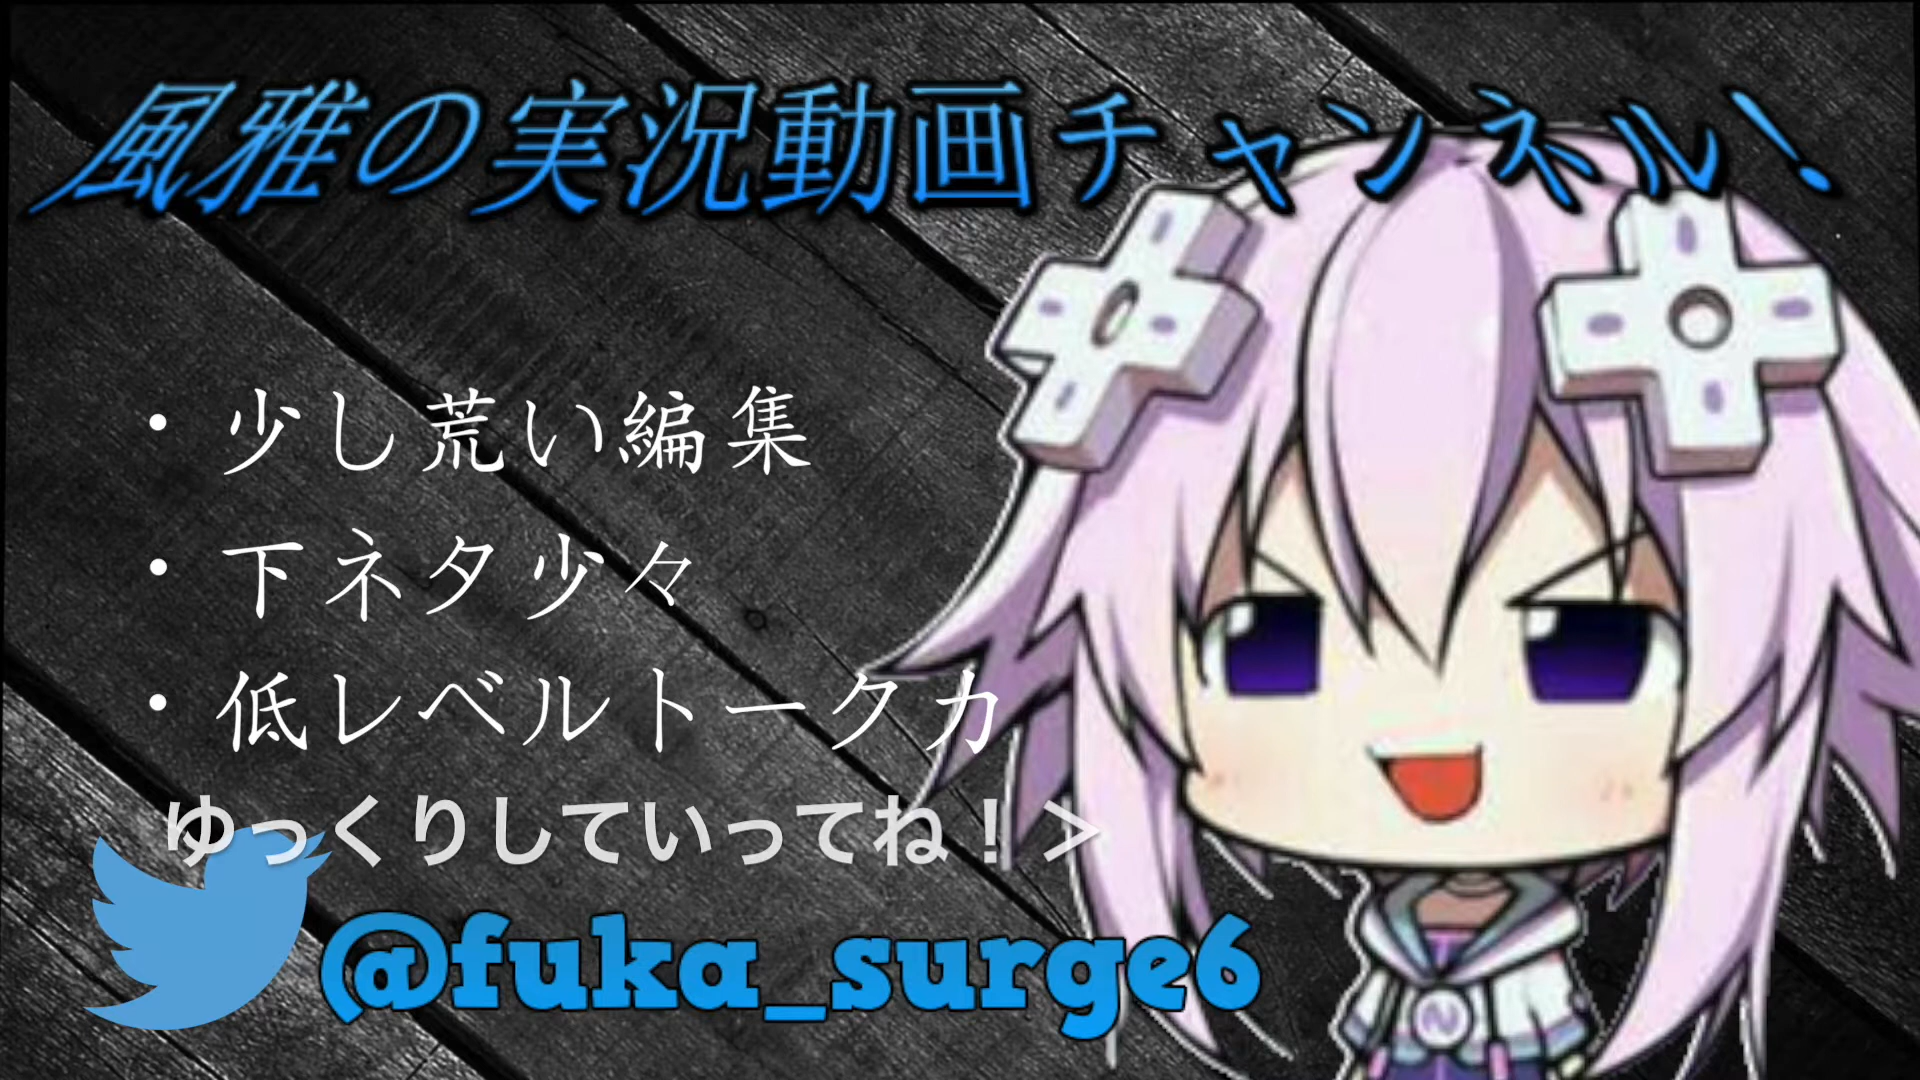 風雅の実況動画チャンネル！
・少し荒い編集
・下ネタ少々
・低レベルトーク力
ゆっくりしていってね！＞
@fuka_surge6
N